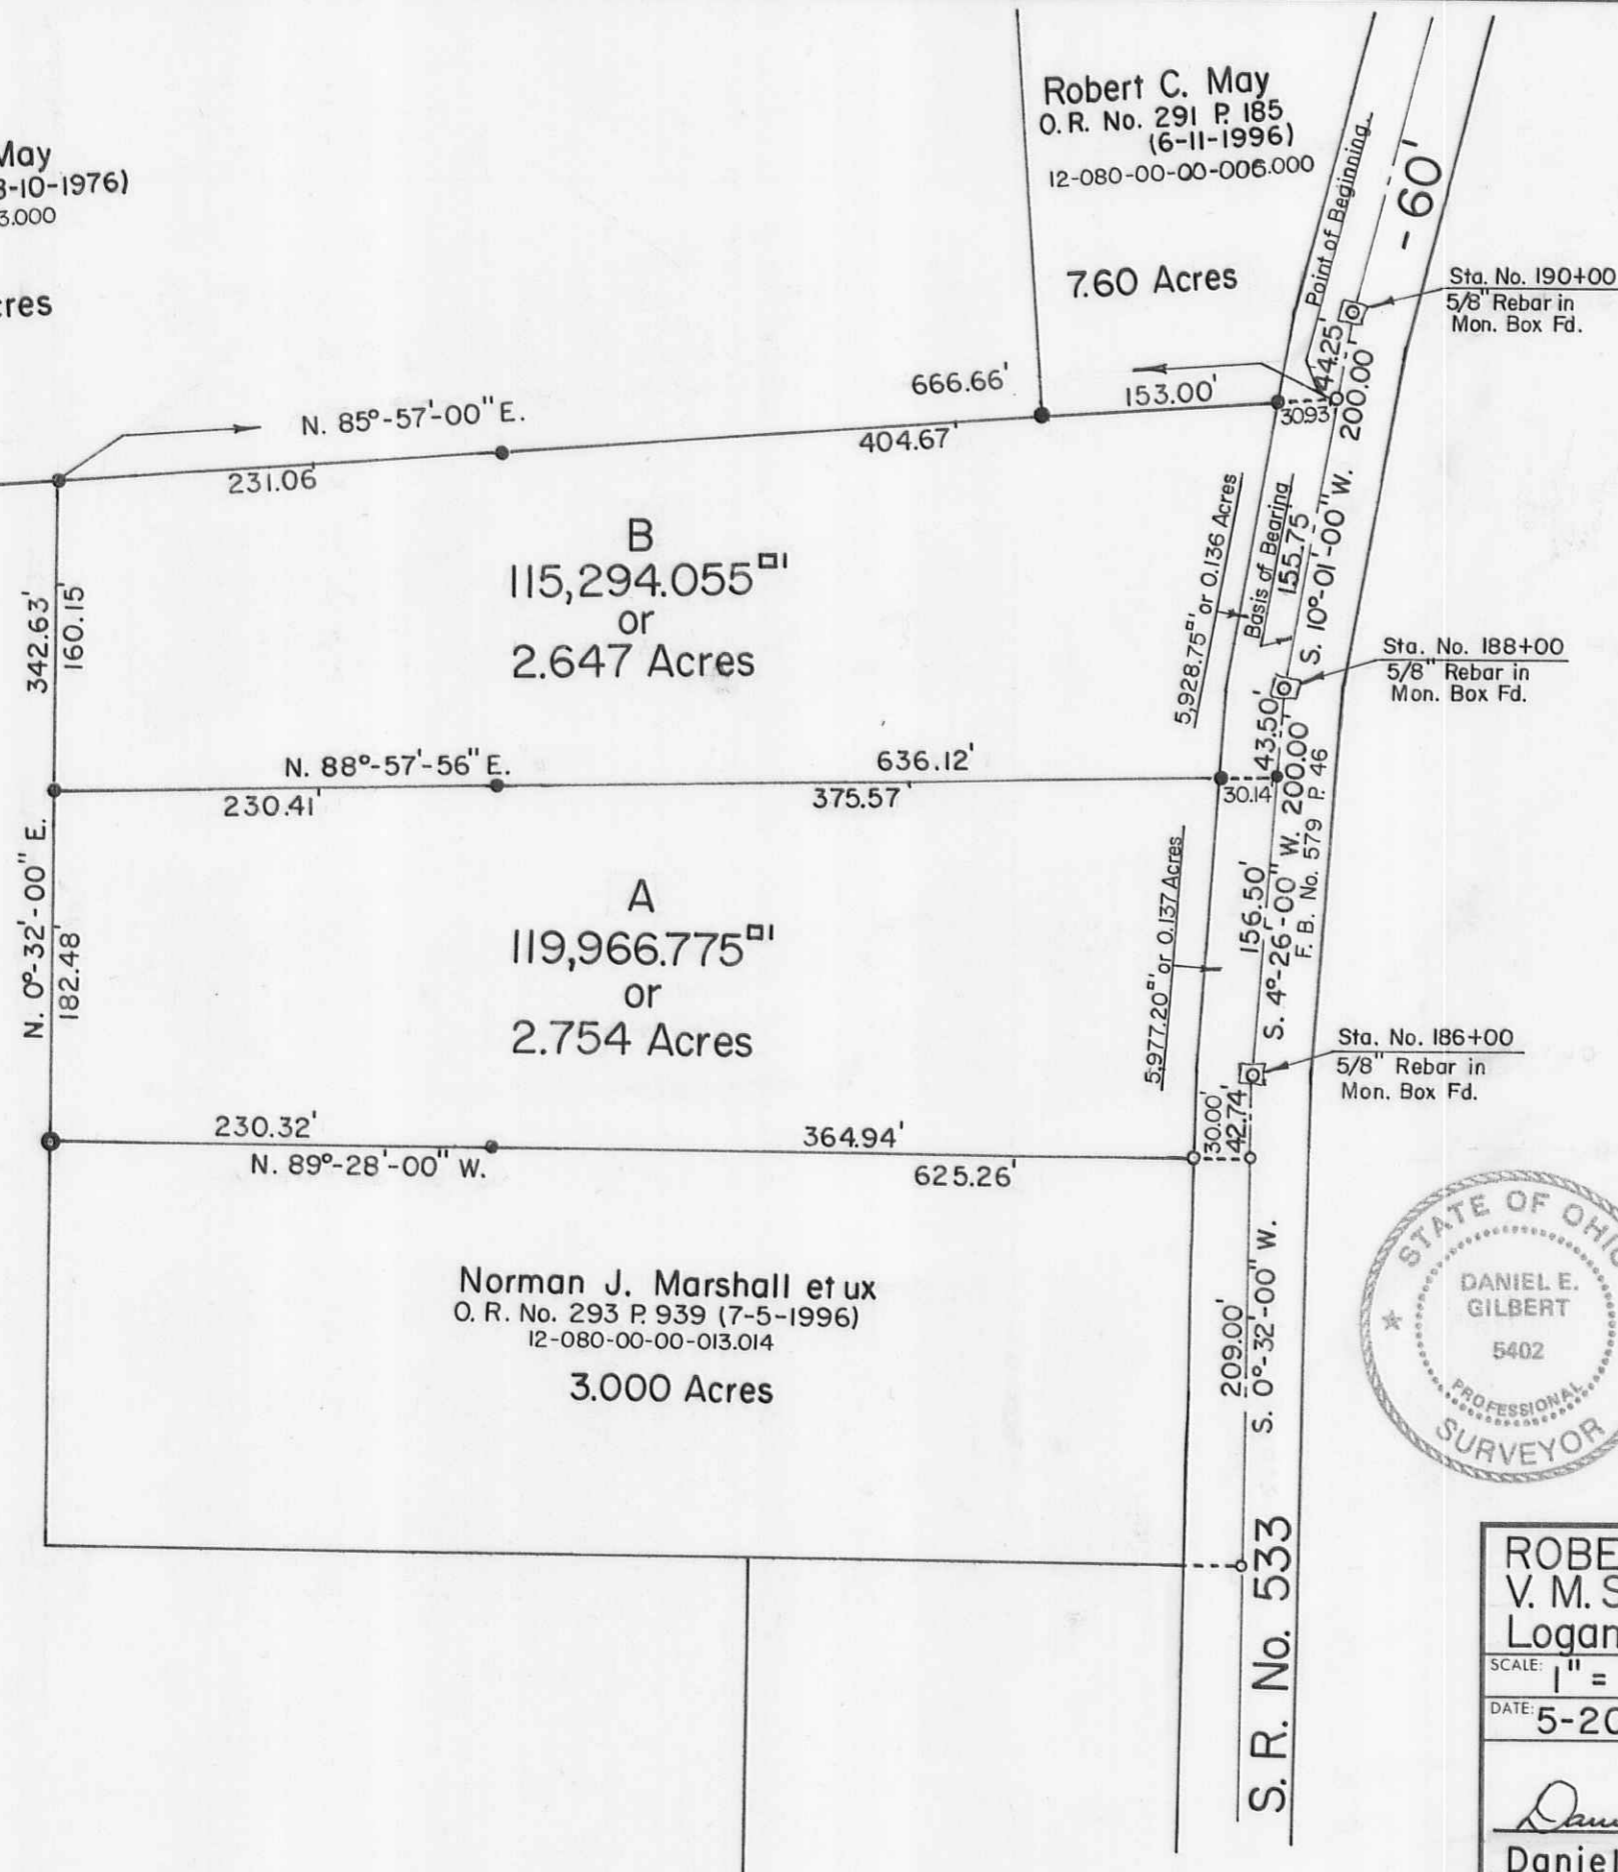 May
3-10-1976)
3.000
cres
Robert C. May
O. R. No. 291 P. 185
(6-11-1996)
12-080-00-00-006.000
7.60 Acres
Point of Beginning
- 60'
Sta. No. 190+00
5/8" Rebar in
Mon. Box Fd.
44.25'
200.00'
666.66'
153.00'
30.93'
N. 85°-57'-00" E.
404.67'
231.06'
B
115,294.055□'
or
2.647 Acres
5,928.75□' or 0.136 Acres
Basis of Bearing
155.75'
S. 10°-01'-00" W.
342.63'
160.15'
Sta. No. 188+00
5/8" Rebar in
Mon. Box Fd.
43.50'
200.00'
N. 88°-57'-56" E.
636.12'
230.41'
375.57'
30.14'
F. B. No. 579 P. 46
A
119,966.775□'
or
2.754 Acres
5,977.20□' or 0.137 Acres
156.50'
S. 4°-26'-00" W.
N. 0°-32'-00" E.
182.48'
Sta. No. 186+00
5/8" Rebar in
Mon. Box Fd.
30.00'
42.74'
230.32'
364.94'
N. 89°-28'-00" W.
625.26'
Norman J. Marshall et ux
O. R. No. 293 P. 939 (7-5-1996)
12-080-00-00-013.014
3.000 Acres
209.00'
S. 0°-32'-00" W.
S. R. No. 533
STATE OF OHIO
DANIEL E.
GILBERT
5402
PROFESSIONAL
SURVEYOR
ROBE
V. M. S
Logan
SCALE: 1" =
DATE: 5-20
Dani
Daniel